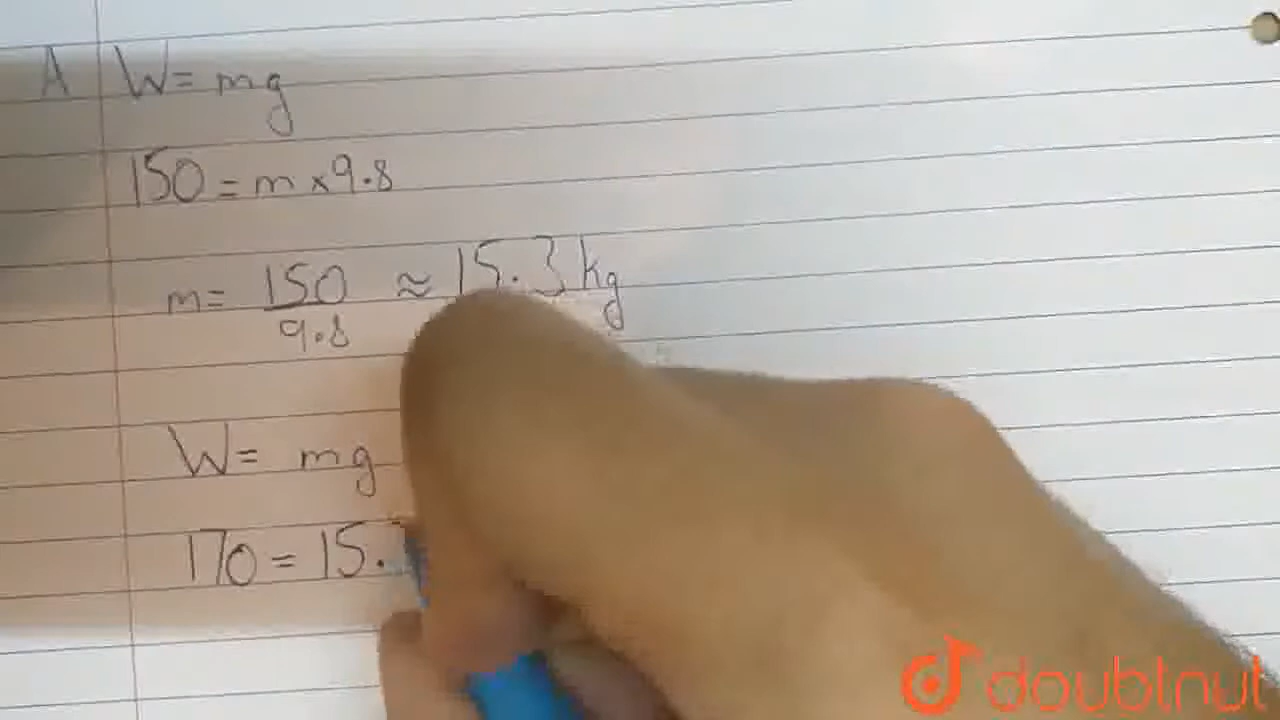 A W = mg
150 = m × 9.8
m = 150 / 9.8 ≈ 15.3 kg
W = mg
170 = 15.
doubtnut